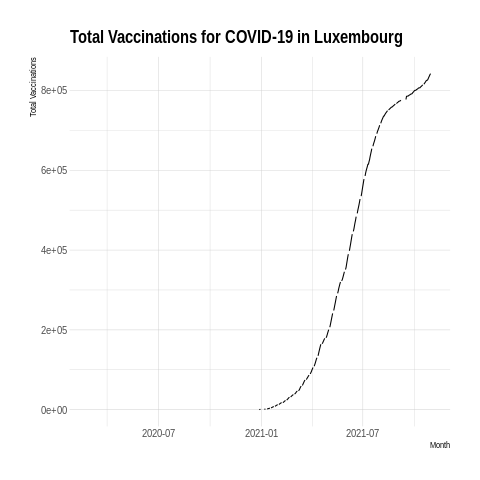 Total Vaccinations for COVID-19 in Luxembourg
Total Vaccinations
8e+05
6e+05
4e+05
2e+05
0e+00
2020-07 2021-01 2021-07
Month